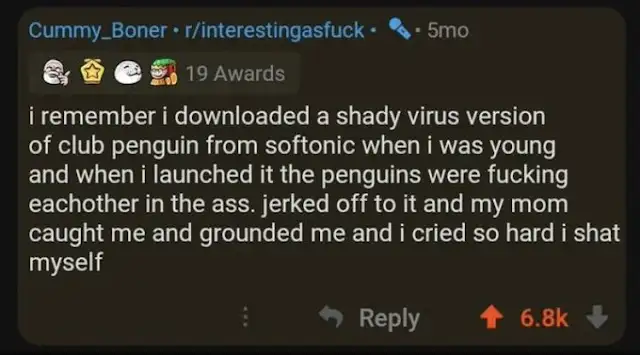 Cummy_Boner • r/interestingasfuck • 5mo
19 Awards
i remember i downloaded a shady virus version
of club penguin from softonic when i was young
and when i launched it the penguins were fucking
eachother in the ass. jerked off to it and my mom
caught me and grounded me and i cried so hard i shat
myself
Reply 6.8k